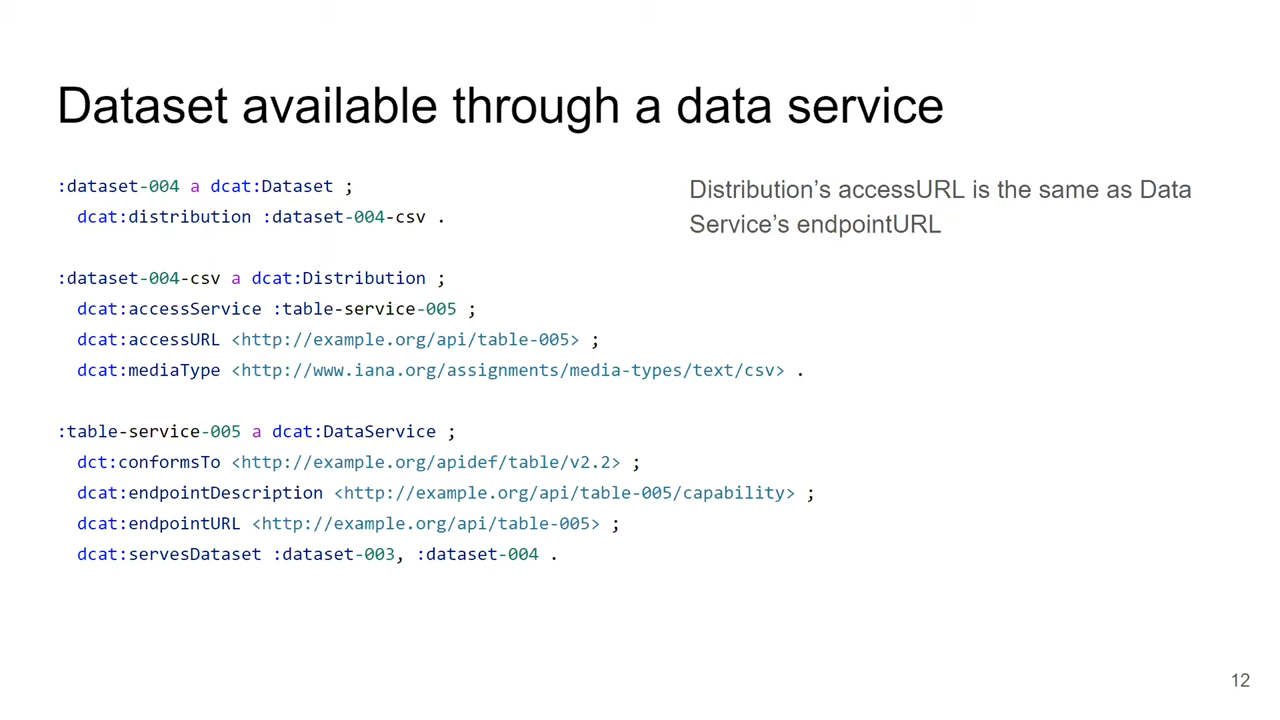 Dataset available through a data service
:dataset-004 a dcat:Dataset ;
dcat:distribution :dataset-004-csv .
:dataset-004-csv a dcat:Distribution ;
dcat:accessService :table-service-005 ;
dcat:accessURL <http://example.org/api/table-005> ;
dcat:mediaType <http://www.iana.org/assignments/media-types/text/csv> .
:table-service-005 a dcat:DataService ;
dct:conformsTo <http://example.org/apidef/table/v2.2> ;
dcat:endpointDescription <http://example.org/api/table-005/capability> ;
dcat:endpointURL <http://example.org/api/table-005> ;
dcat:servesDataset :dataset-003, :dataset-004 .
Distribution’s accessURL is the same as Data
Service’s endpointURL
12